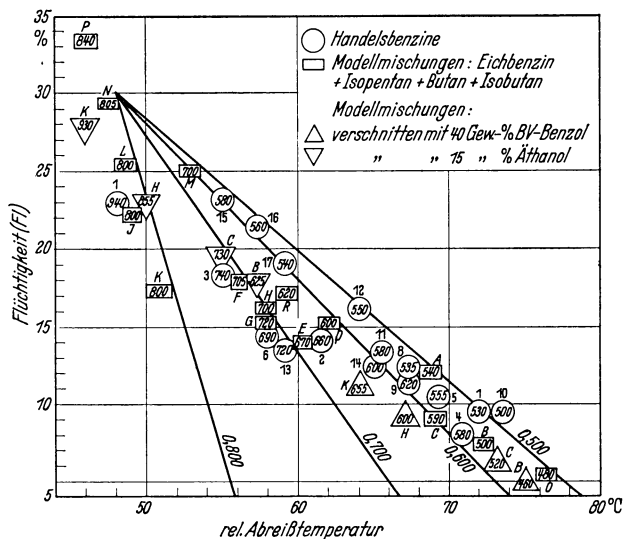 34
%
30
25
20
15
10
5
Flüchtigkeit (Fl)
50
60
70
80°C
rel. Abreißtemperatur
Handelsbenzine
Modellmischungen: Eichbenzin
+Isopentan + Butan + Isobutan
Modellmischungen:
verschnitten mit 40 Gew.-% BV-Benzol
" " 15 " % Äthanol
P
840
N
805
K
930
L
800
700
M
1
940
800
J
H
855
580
15
16
560
K
800
C
730
3
740
17
540
B
625
705
F
H
700
620
R
G
720
690
6
720
13
E
670
660
2
600
D
12
550
11
580
600
14
K
655
8
535
620
9
A
540
555
5
600
H
590
C
4
580
B
500
1
530
10
500
C
520
B
460
480
D
0,800
0,700
0,600
0,500